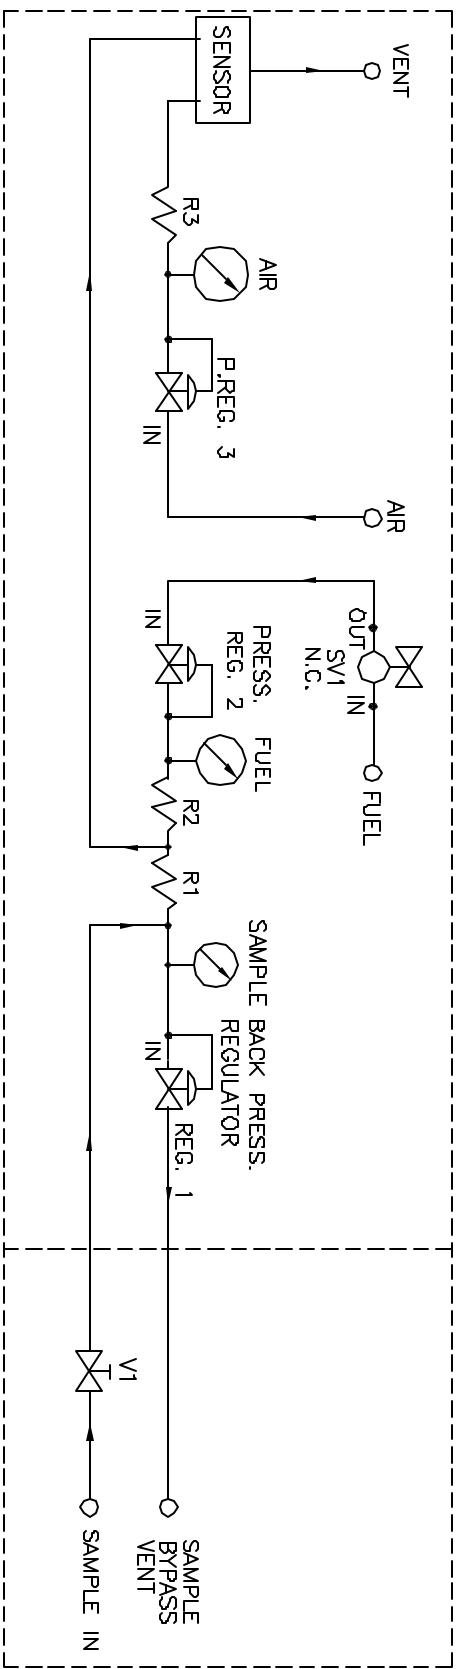 VENT
SENSOR
R3
AIR
P.REG. 3
IN
AIR
OUT
SV1
N.C.
IN
FUEL
IN
PRESS.
REG. 2
FUEL
R2
R1
SAMPLE BACK PRESS.
REGULATOR
IN
REG. 1
V1
SAMPLE
BYPASS
VENT
SAMPLE IN